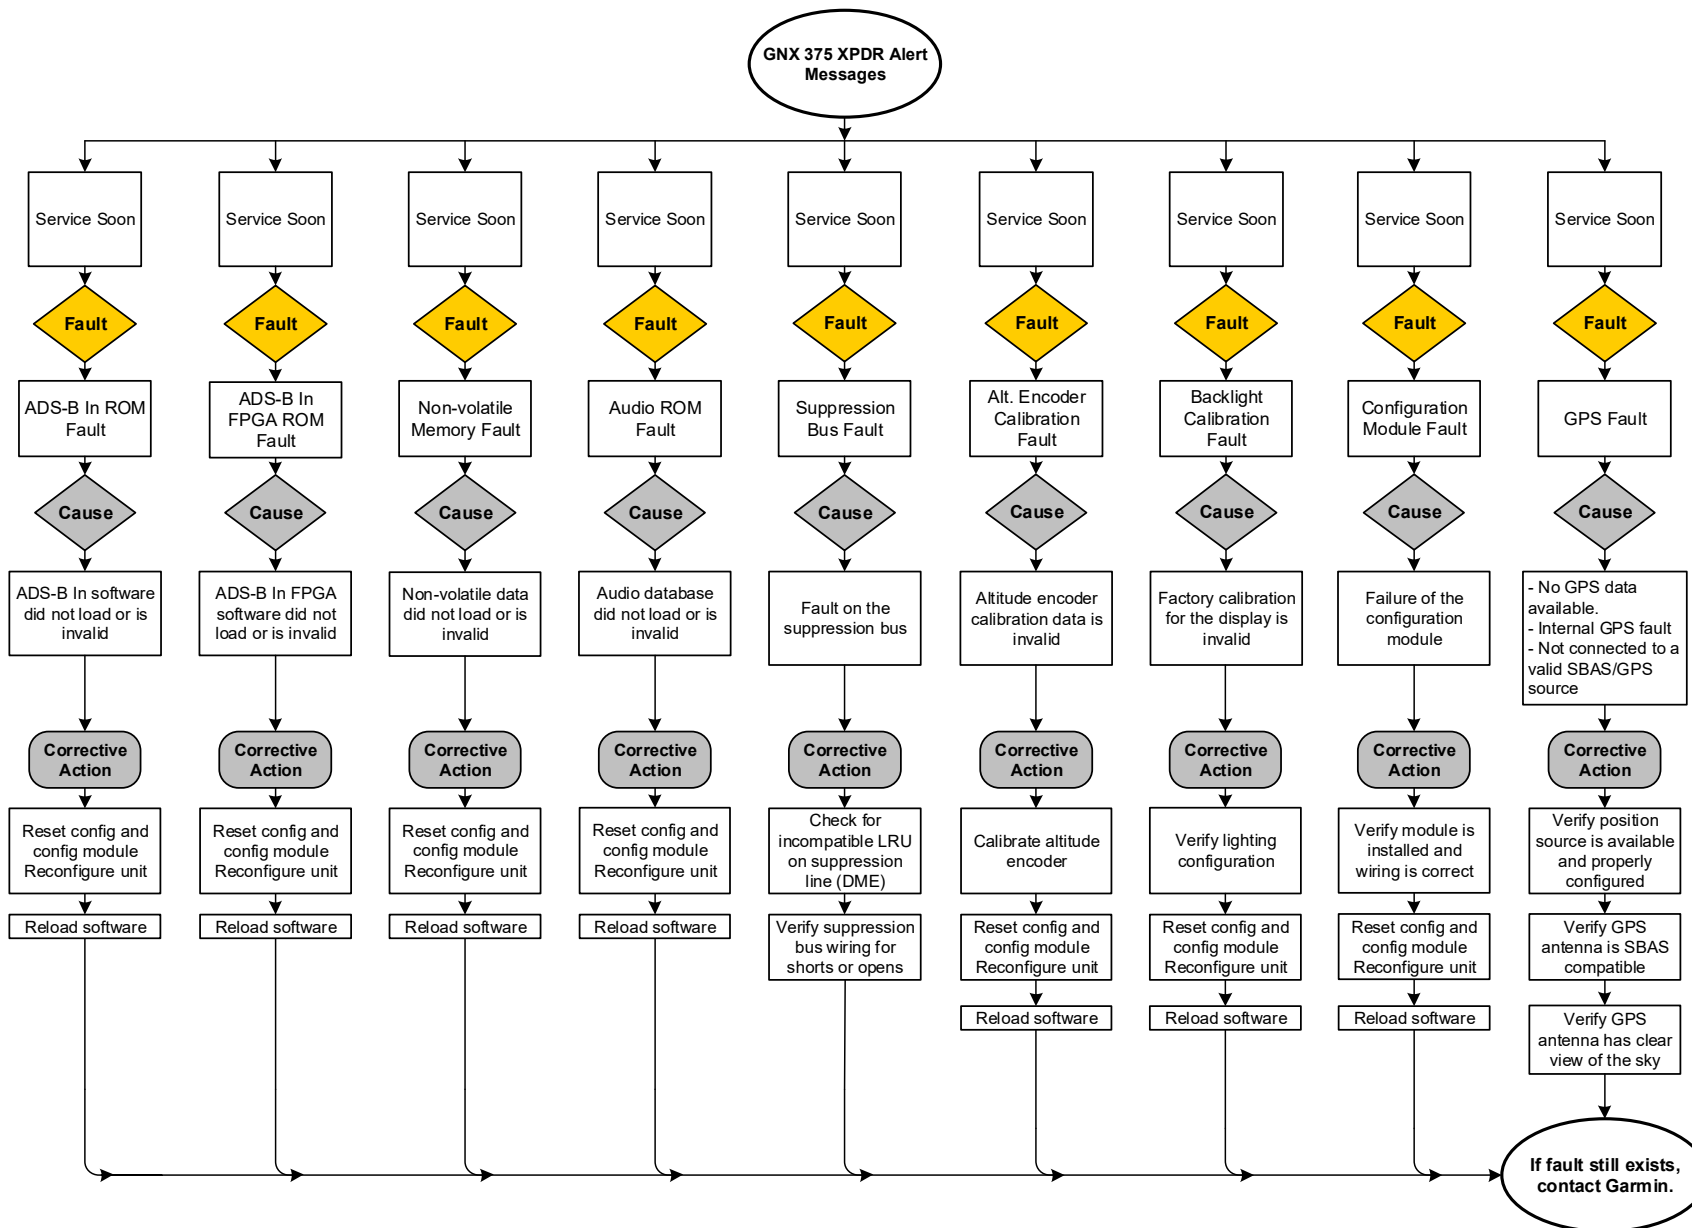 GNX 375 XPDR Alert
Messages
Service Soon
Service Soon
Service Soon
Service Soon
Service Soon
Service Soon
Service Soon
Service Soon
Service Soon
Fault
Fault
Fault
Fault
Fault
Fault
Fault
Fault
Fault
ADS-B In ROM
Fault
ADS-B In
FPGA ROM
Fault
Non-volatile
Memory Fault
Audio ROM
Fault
Suppression
Bus Fault
Alt. Encoder
Calibration
Fault
Backlight
Calibration
Fault
Configuration
Module Fault
GPS Fault
Cause
Cause
Cause
Cause
Cause
Cause
Cause
Cause
Cause
ADS-B In software
did not load or is
invalid
ADS-B In FPGA
software did not
load or is invalid
Non-volatile data
did not load or is
invalid
Audio database
did not load or is
invalid
Fault on the
suppression bus
Altitude encoder
calibration data is
invalid
Factory calibration
for the display is
invalid
Failure of the
configuration
module
- No GPS data
available.
- Internal GPS fault
- Not connected to a
valid SBAS/GPS
source
Corrective
Action
Corrective
Action
Corrective
Action
Corrective
Action
Corrective
Action
Corrective
Action
Corrective
Action
Corrective
Action
Corrective
Action
Reset config and
config module
Reconfigure unit
Reset config and
config module
Reconfigure unit
Reset config and
config module
Reconfigure unit
Reset config and
config module
Reconfigure unit
Check for
incompatible LRU
on suppression
line (DME)
Calibrate altitude
encoder
Verify lighting
configuration
Verify module is
installed and
wiring is correct
Verify position
source is available
and properly
configured
Reload software
Reload software
Reload software
Reload software
Verify suppression
bus wiring for
shorts or opens
Reset config and
config module
Reconfigure unit
Reset config and
config module
Reconfigure unit
Reset config and
config module
Reconfigure unit
Verify GPS
antenna is SBAS
compatible
Reload software
Reload software
Reload software
Verify GPS
antenna has clear
view of the sky
If fault still exists,
contact Garmin.